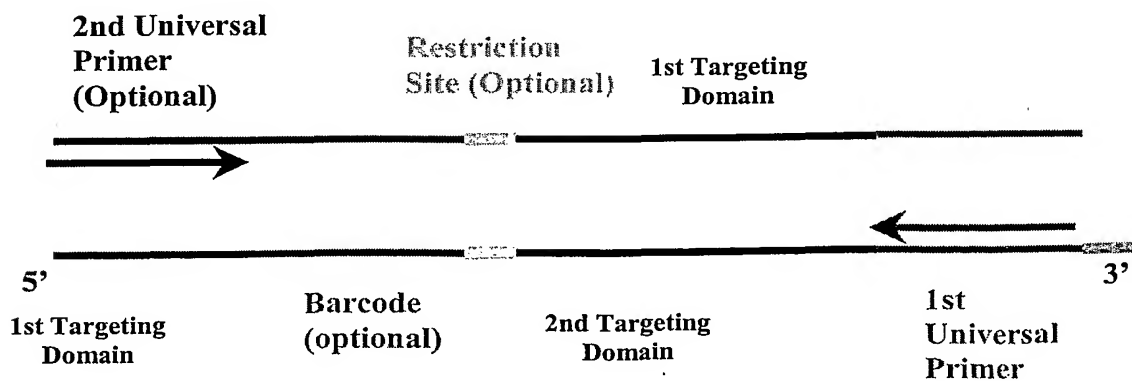 2nd Universal
Primer
(Optional)
Restriction
Site (Optional)
1st Targeting
Domain
5’
3’
1st Targeting
Domain
Barcode
(optional)
2nd Targeting
Domain
1st
Universal
Primer